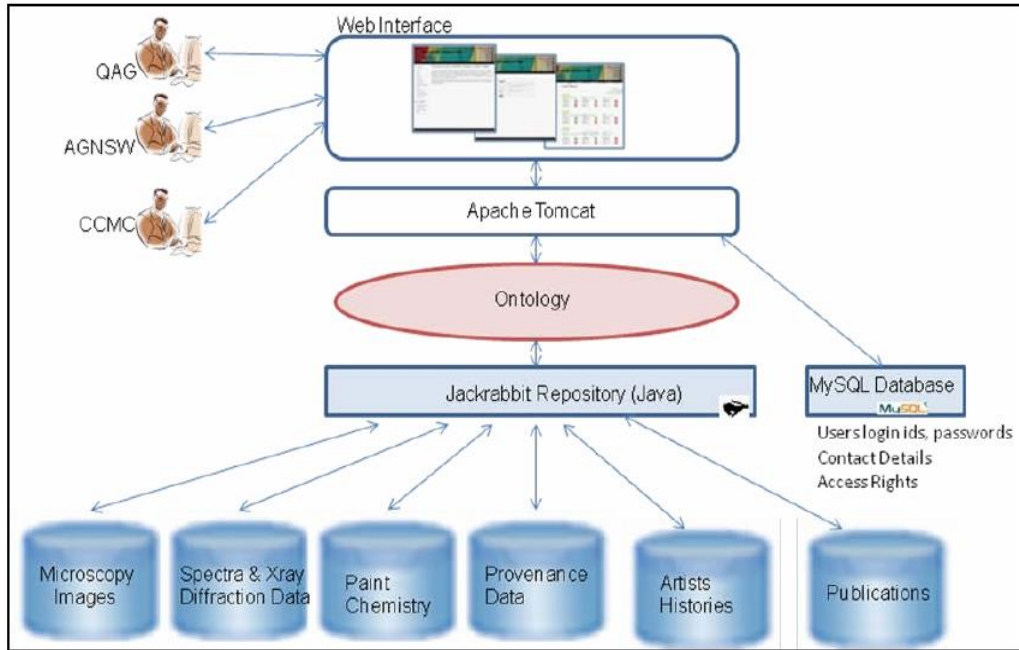 Web Interface
QAG
AGNSW
CCMC
Apache Tomcat
Ontology
Jackrabbit Repository (Java)
MySQL Database
MySQL
Users login ids, passwords
Contact Details
Access Rights
Microscopy
Images
Spectra & Xray
Diffraction Data
Paint
Chemistry
Provenance
Data
Artists
Histories
Publications